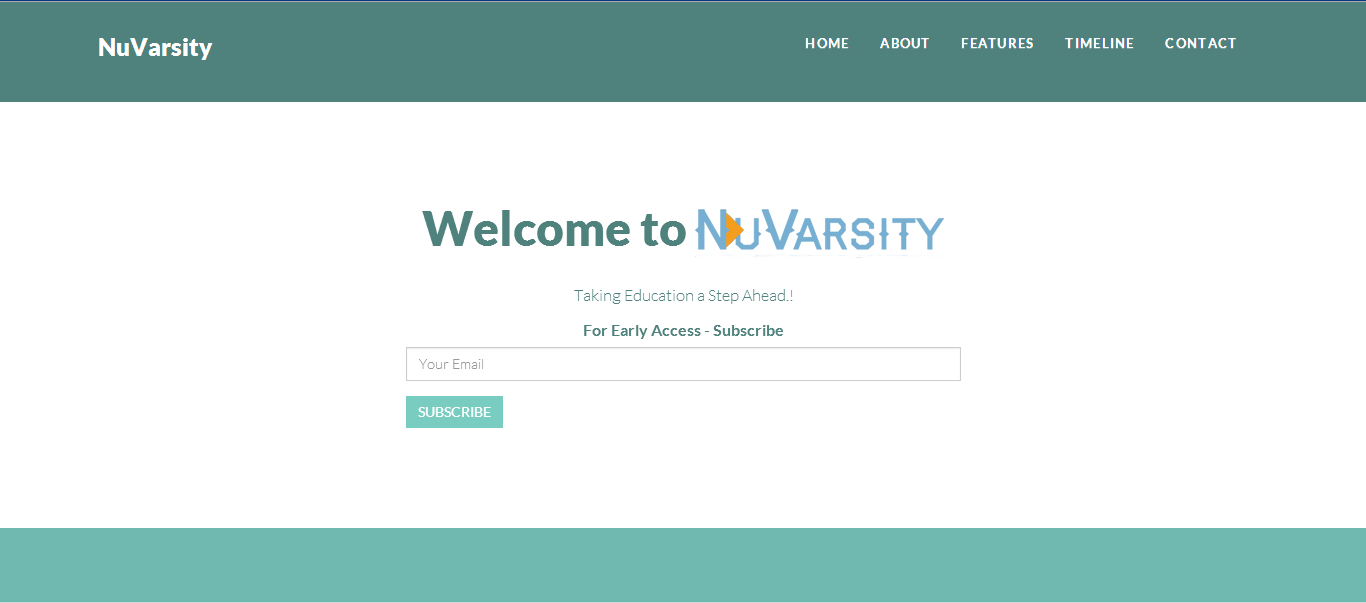 NuVarsity
HOME ABOUT FEATURES TIMELINE CONTACT
Welcome to NUVARSITY
Taking Education a Step Ahead.!
For Early Access - Subscribe
Your Email
SUBSCRIBE